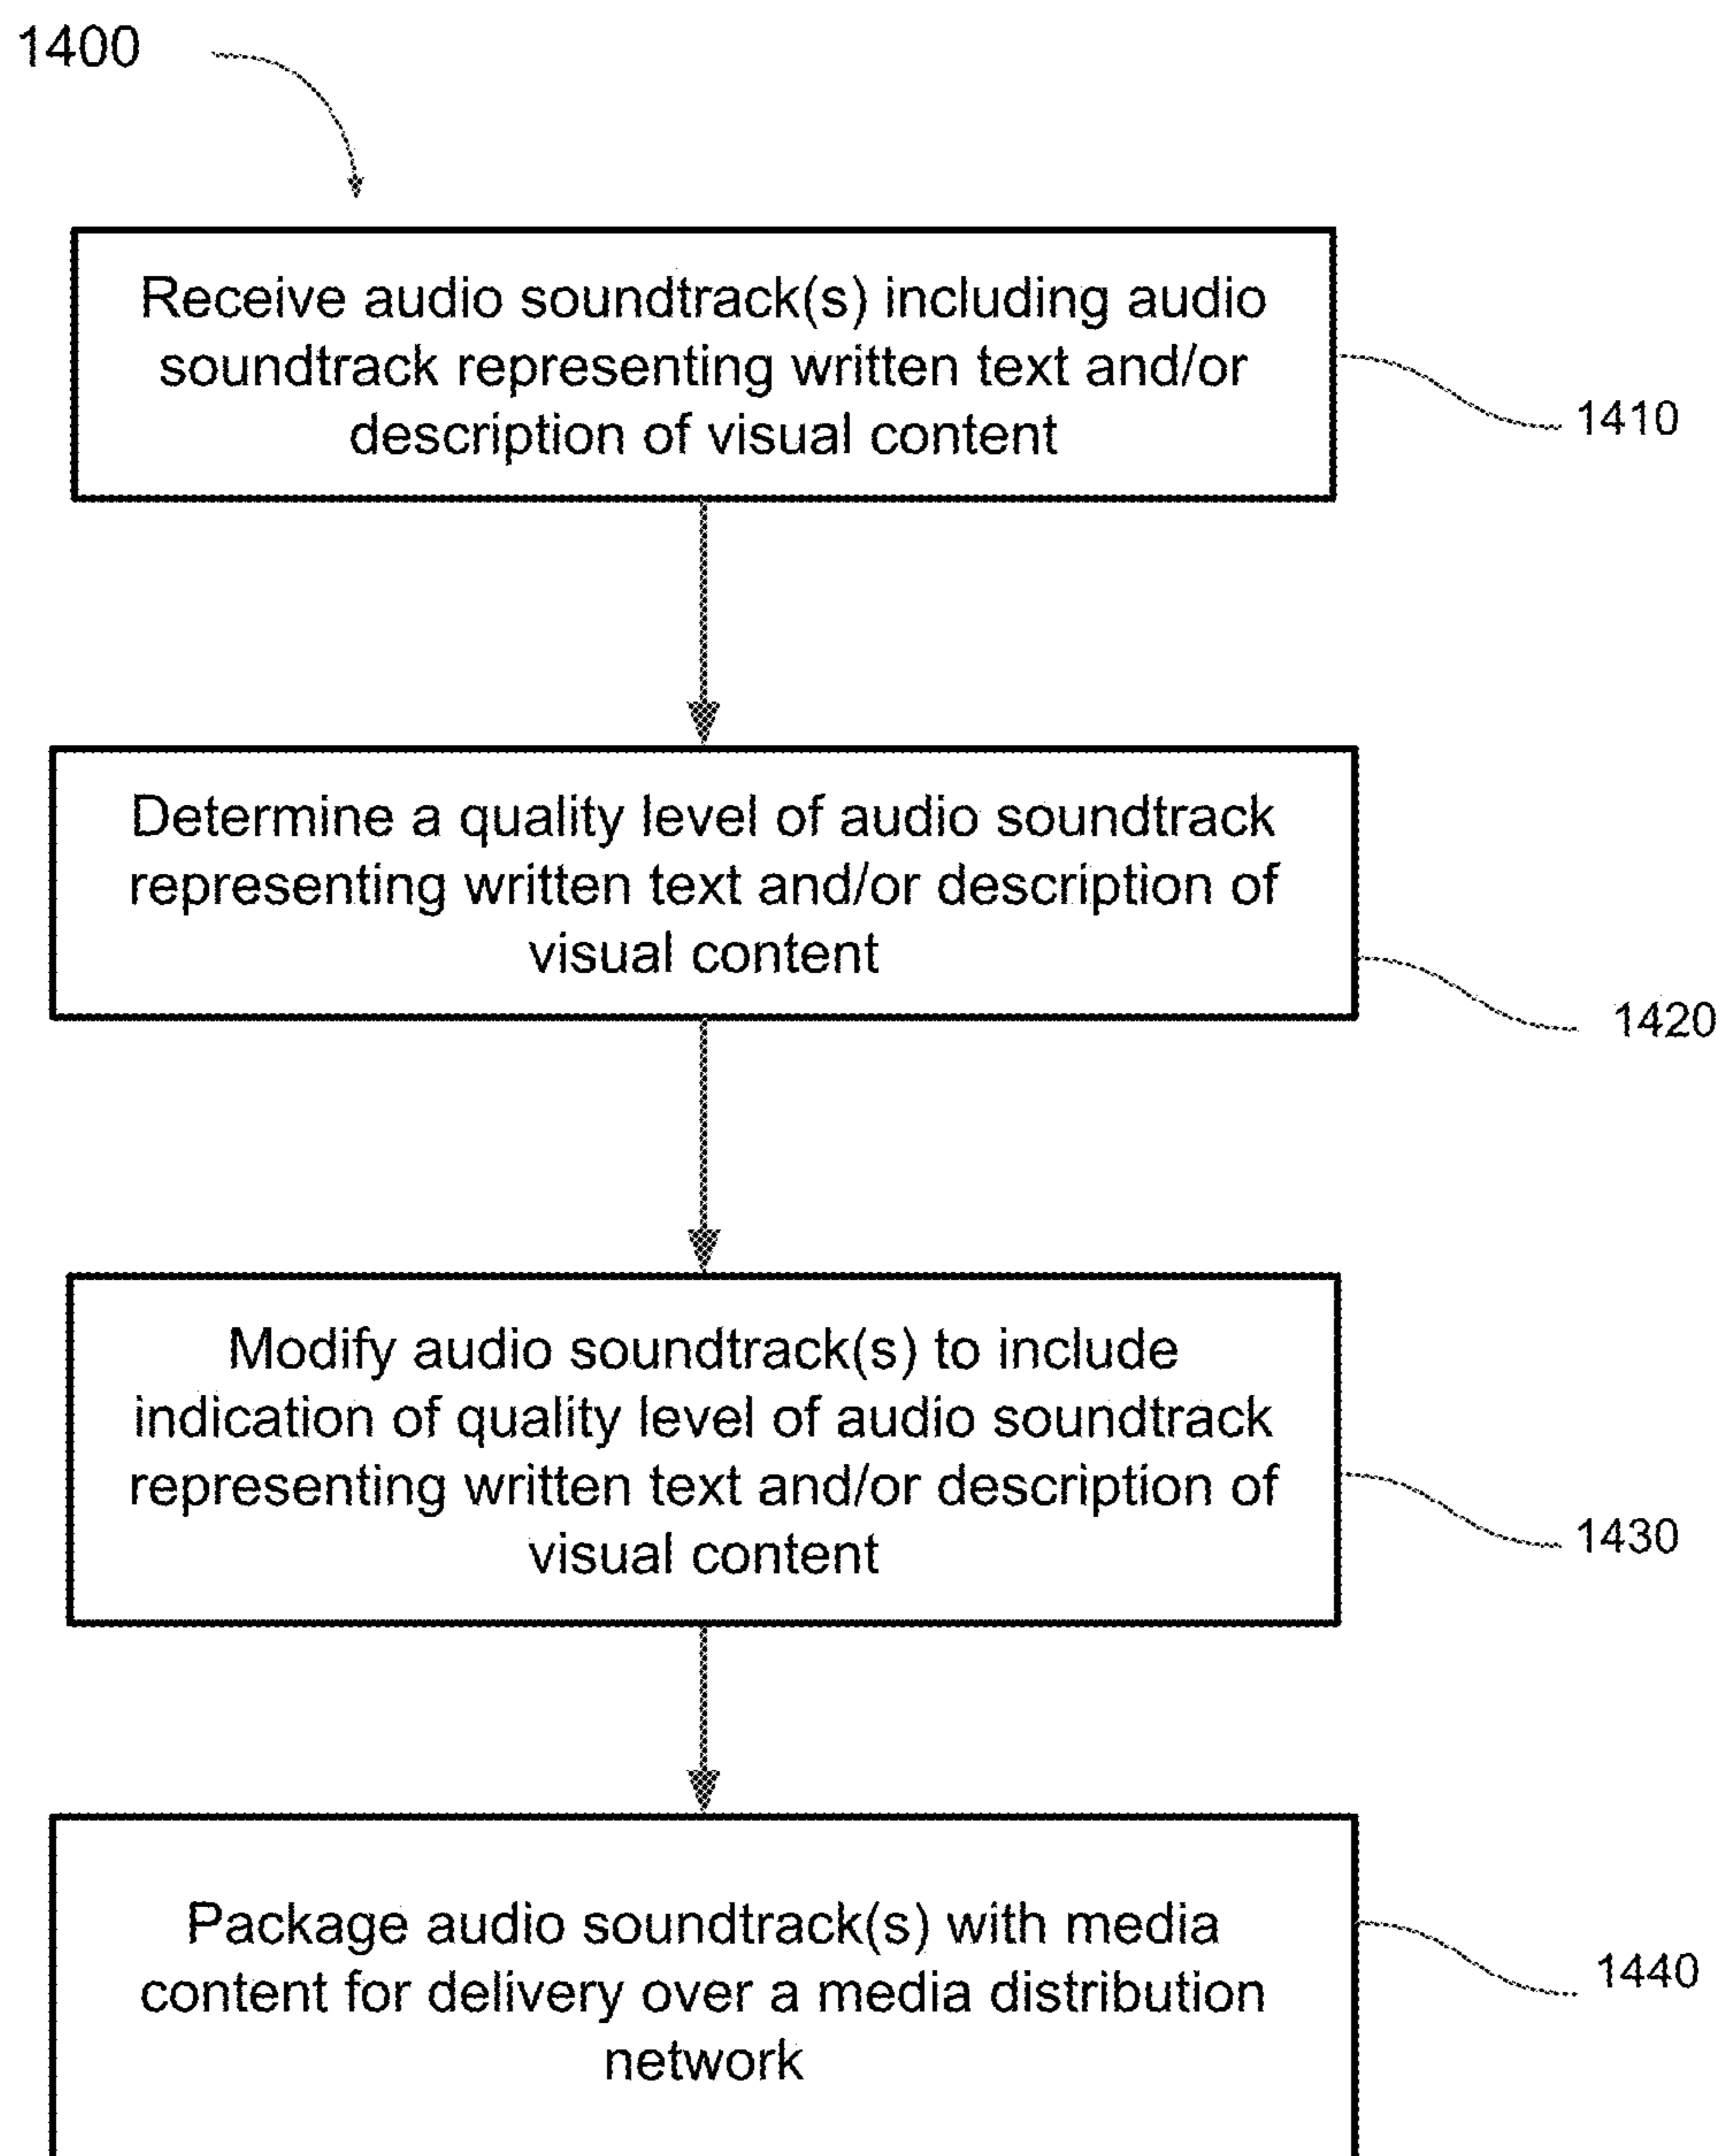 1400
Receive audio soundtrack(s) including audio
soundtrack representing written text and/or
description of visual content
1410
Determine a quality level of audio soundtrack
representing written text and/or description of
visual content
1420
Modify audio soundtrack(s) to include
indication of quality level of audio soundtrack
representing written text and/or description of
visual content
1430
Package audio soundtrack(s) with media
content for delivery over a media distribution
network
1440